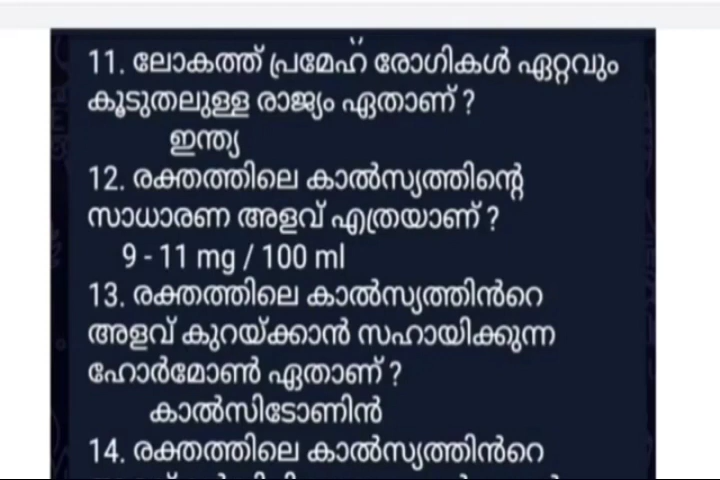 11. ലോകത്ത് പ്രമേഹ രോഗികൾ ഏറ്റവും
കൂടുതലുള്ള രാജ്യം ഏതാണ് ?
ഇന്ത്യ
12. രക്തത്തിലെ കാൽസ്യത്തിന്റെ
സാധാരണ അളവ് എത്രയാണ് ?
9 - 11 mg / 100 ml
13. രക്തത്തിലെ കാൽസ്യത്തിൻറെ
അളവ് കുറയ്ക്കാൻ സഹായിക്കുന്ന
ഹോർമോൺ ഏതാണ് ?
കാൽസിടോണിൻ
14. രക്തത്തിലെ കാൽസ്യത്തിൻറെ